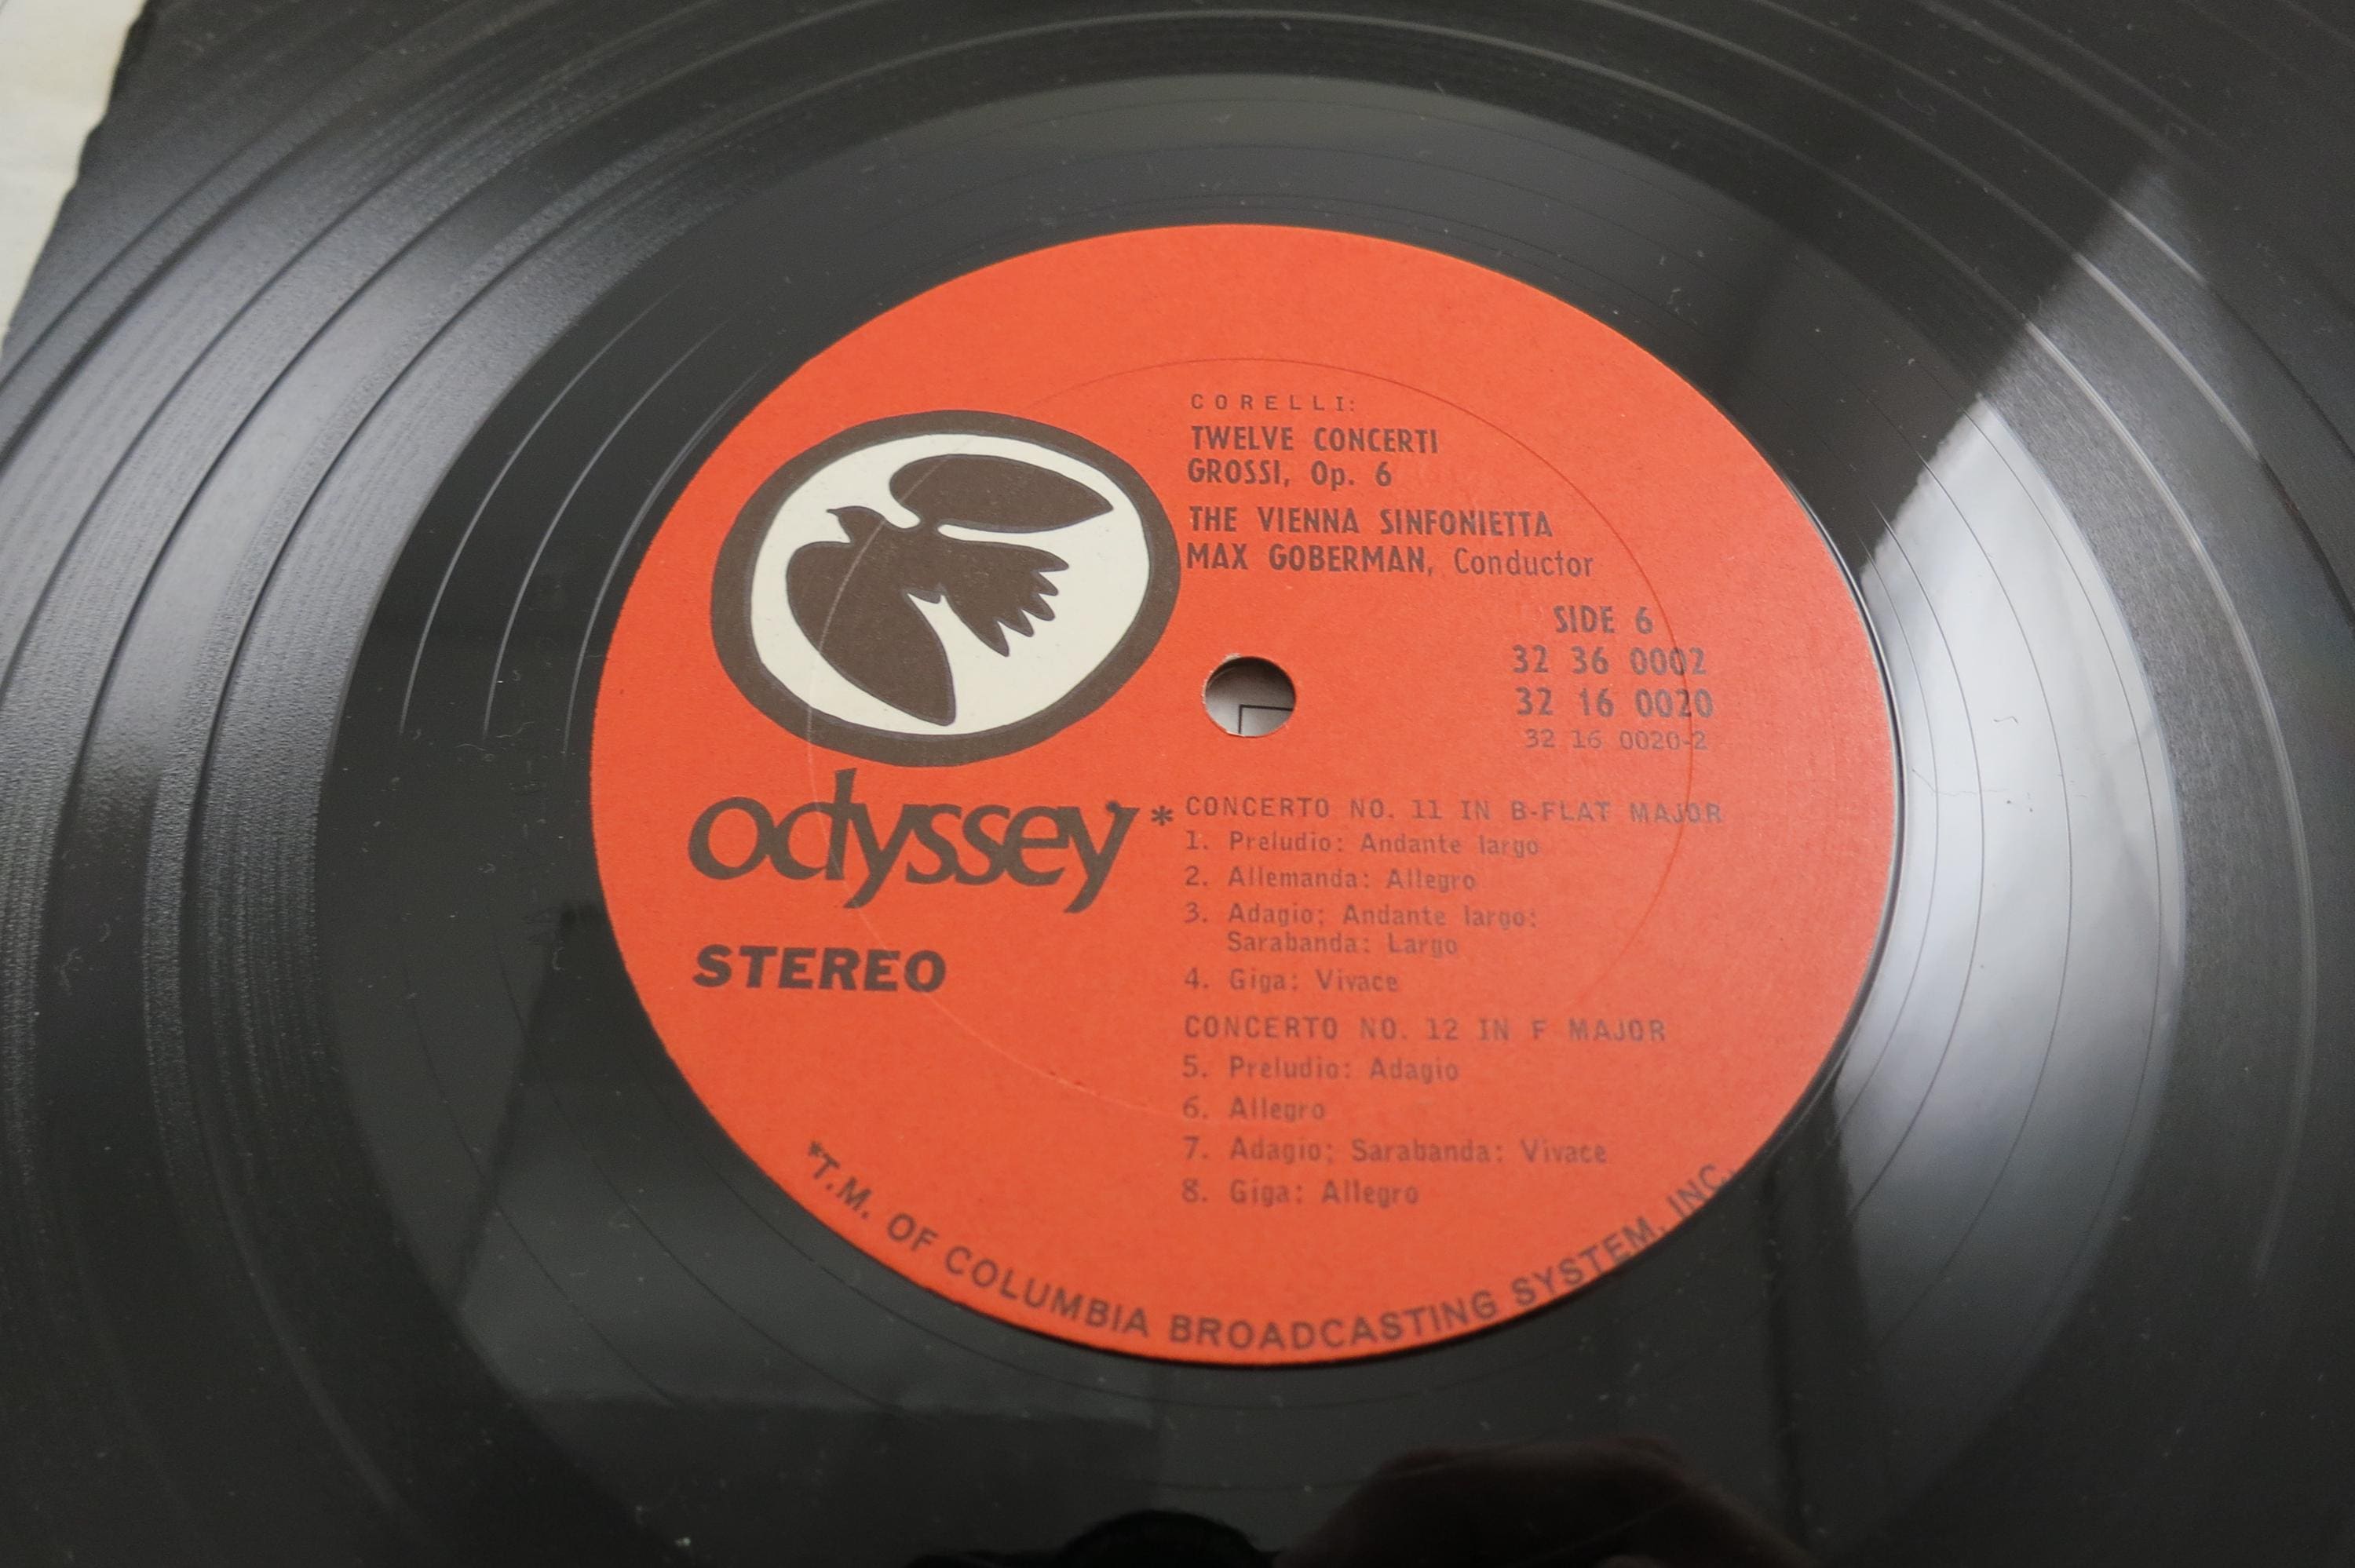 CORELLI:
TWELVE CONCERTI
GROSSI, Op. 6
THE VIENNA SINFONIETTA
MAX GOBERMAN, Conductor
SIDE 6
32 36 0002
32 16 0020
32 16 0020-2
odyssey*
STEREO
CONCERTO NO. 11 IN B-FLAT MAJOR
1. Preludio: Andante largo
2. Allemanda: Allegro
3. Adagio; Andante largo;
Sarabanda: Largo
4. Giga: Vivace
CONCERTO NO. 12 IN F MAJOR
5. Preludio: Adagio
6. Allegro
7. Adagio; Sarabanda: Vivace
8. Giga: Allegro
*T.M. OF COLUMBIA BROADCASTING SYSTEM, INC.